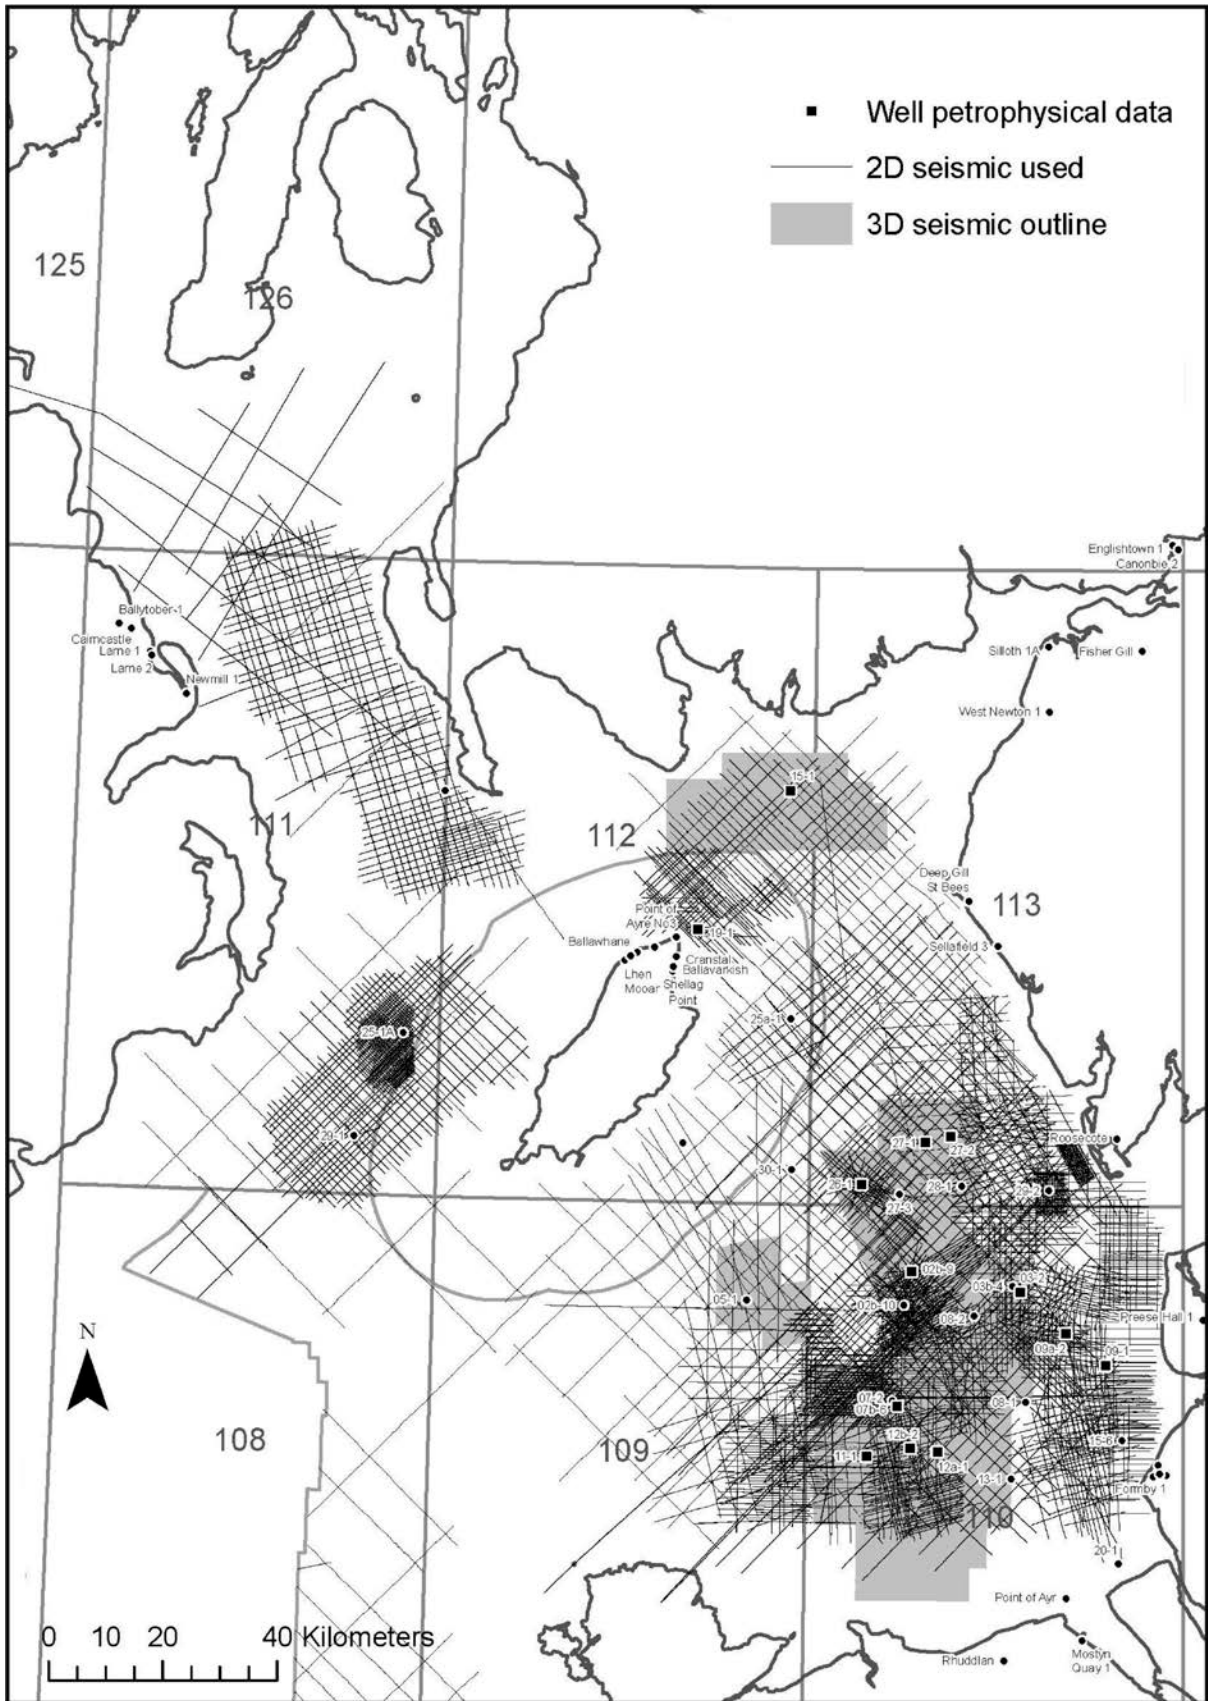 Well petrophysical data
2D seismic used
3D seismic outline
125
126
Englishtown 1
Canonbie 2
Ballytober-1
Cairncastle
Larne 1
Larne 2
Newmill 1
Silloth 1A
Fisher Gill
West Newton 1
15-1
111
112
Deep Gill
St Bees
113
Point of
Ayre No3
19-1
Ballawhane
Sellafield 3
Cranstal
Ballavarkish
Lhen
Mooar
Shellag
Point
25a-1
25-1A
29-1
27-1
27-2
Roosecote
30-1
26-1
28-1
29-2
27-3
02b-9
03-2
03b-4
05-1
02b-10
08-2
Preese Hall 1
09a-2
09-1
07-2
07b-6
08-1
108
109
12b-2
15-6
11-1
12a-1
13-1
Formby 1
110
20-1
N
Point of Ayr
0 10 20 40 Kilometers
Mostyn
Quay 1
Rhuddlan